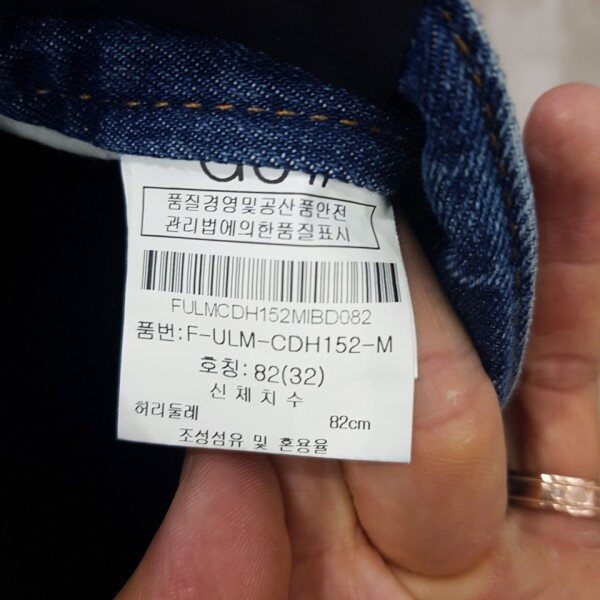 품질경영및공산품안전
관리법에의한품질표시
FULMCDH152MIBD082
품번:F-ULM-CDH152-M
호칭:82(32)
신체치수
허리둘레 82cm
조성섬유 및 혼용율